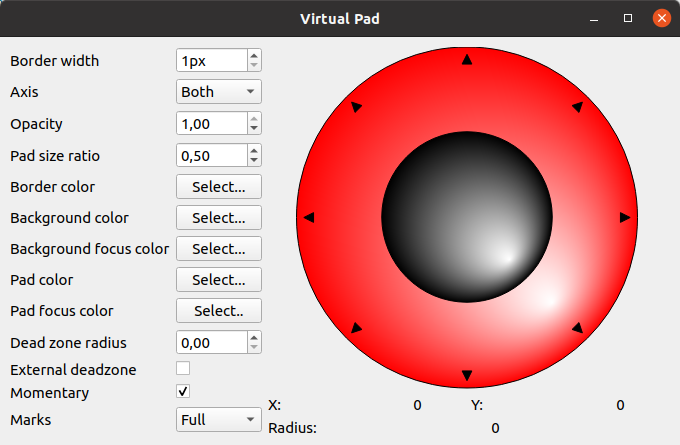 Virtual Pad
Border width 1px
Axis Both
Opacity 1,00
Pad size ratio 0,50
Border color Select...
Background color Select...
Background focus color Select...
Pad color Select...
Pad focus color Select..
Dead zone radius 0,00
External deadzone
Momentary
Marks Full
X: 0 Y: 0
Radius: 0